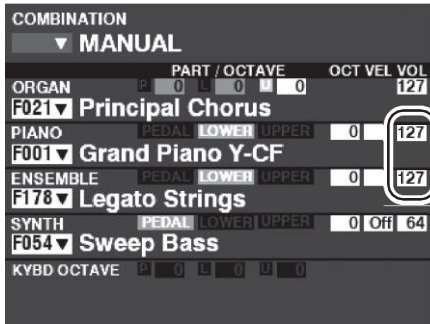 COMBINATION
▼ MANUAL
PART / OCTAVE OCT VEL VOL
ORGAN P 0 L 0 U 0 127
F021▼ Principal Chorus
PIANO PEDAL LOWER UPPER 0 127
F001▼ Grand Piano Y-CF
ENSEMBLE PEDAL LOWER UPPER 0 127
F178▼ Legato Strings
SYNTH PEDAL LOWER UPPER 0 Off 64
F054▼ Sweep Bass
KYBD OCTAVE P 0 L 0 U 0